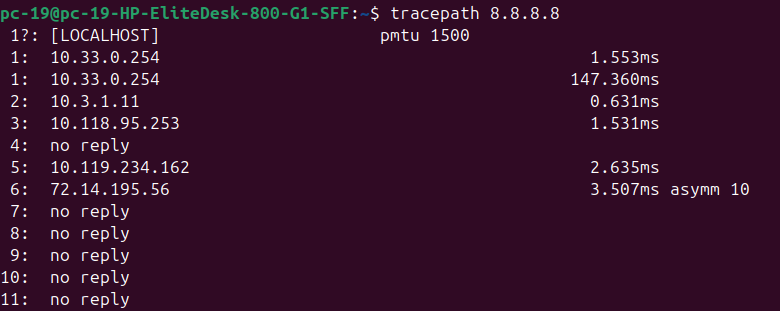 pc-19@pc-19-HP-EliteDesk-800-G1-SFF:~$ tracepath 8.8.8.8
 1?: [LOCALHOST]                      pmtu 1500
 1:  10.33.0.254                                           1.553ms
 1:  10.33.0.254                                         147.360ms
 2:  10.3.1.11                                             0.631ms
 3:  10.118.95.253                                         1.531ms
 4:  no reply
 5:  10.119.234.162                                        2.635ms
 6:  72.14.195.56                                          3.507ms asymm 10
 7:  no reply
 8:  no reply
 9:  no reply
10:  no reply
11:  no reply